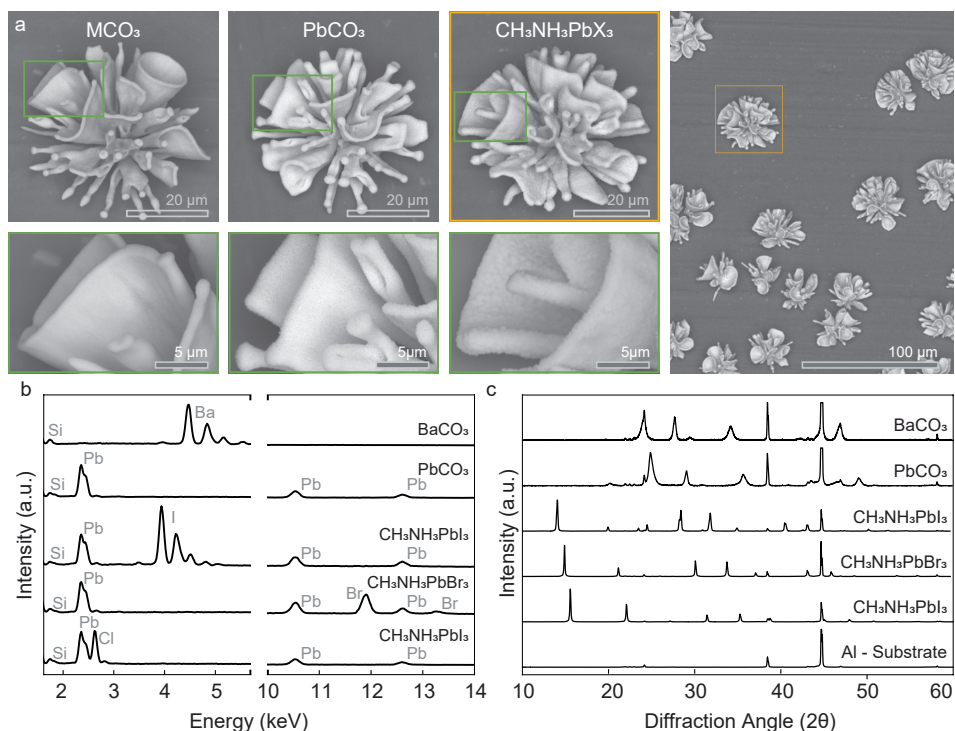 a
MCO₃
PbCO₃
CH₃NH₃PbX₃
20 µm
20 µm
20 µm
5 µm
5µm
5µm
100 µm
b
Intensity (a.u.)
Si
Ba
BaCO₃
Si
Pb
Pb
Pb
PbCO₃
Si
Pb
I
Pb
Pb
CH₃NH₃PbI₃
Si
Pb
Pb
Br
Pb
Br
CH₃NH₃PbBr₃
Si
Pb
Cl
Pb
Pb
CH₃NH₃PbI₃
2 3 4 5 10 11 12 13 14
Energy (keV)
c
Intensity (a.u.)
BaCO₃
PbCO₃
CH₃NH₃PbI₃
CH₃NH₃PbBr₃
CH₃NH₃PbI₃
Al - Substrate
10 20 30 40 50 60
Diffraction Angle (2θ)